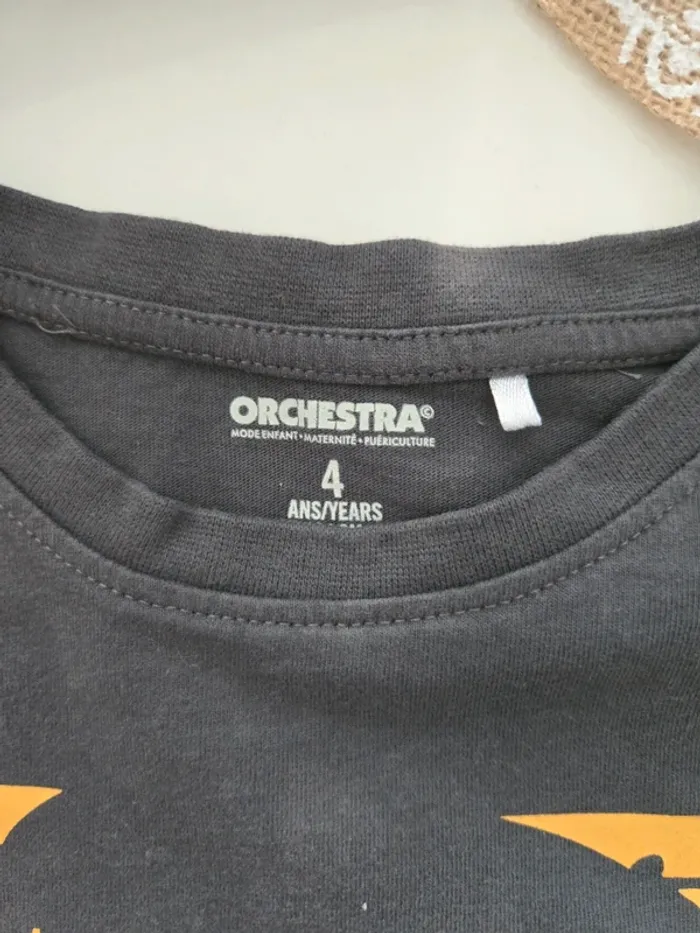 ORCHESTRA©
MODE ENFANT • MATERNITÉ • PUÉRICULTURE
4
ANS/YEARS